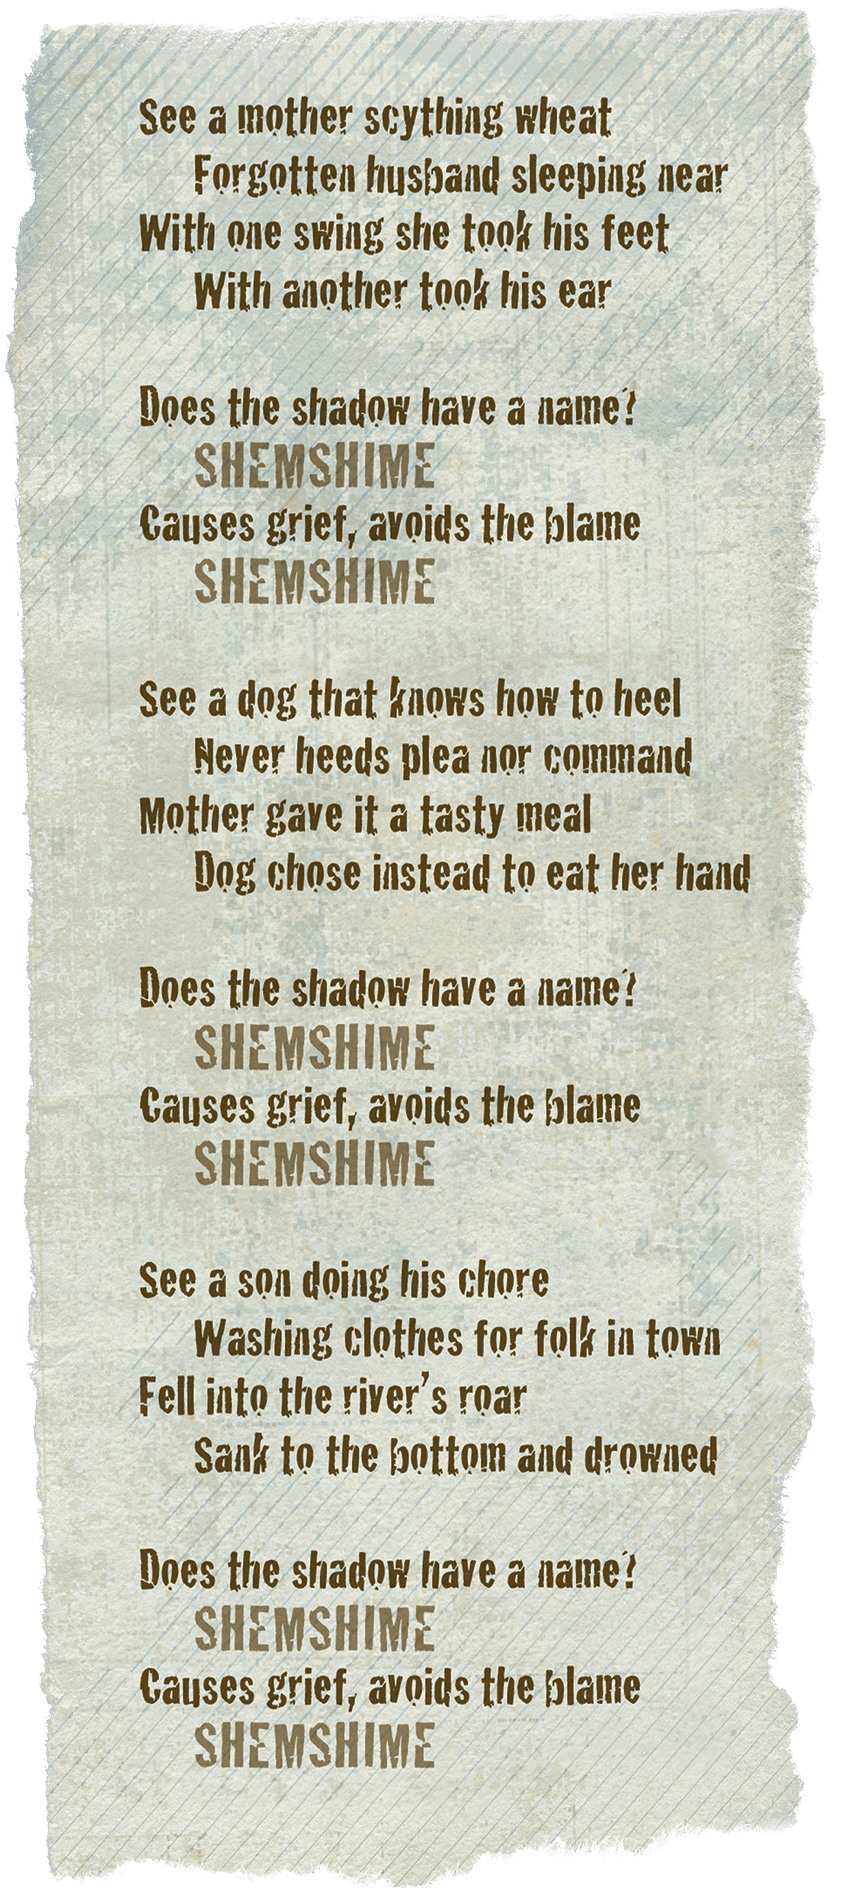 See a mother scything wheat
Forgotten husband sleeping near
With one swing she took his feet
With another took his ear
Does the shadow have a name?
SHEMSHIME
Causes grief, avoids the blame
SHEMSHIME
See a dog that knows how to heel
Never heeds plea nor command
Mother gave it a tasty meal
Dog chose instead to eat her hand
Does the shadow have a name?
SHEMSHIME
Causes grief, avoids the blame
SHEMSHIME
See a son doing his chore
Washing clothes for folk in town
Fell into the river’s roar
Sank to the bottom and drowned
Does the shadow have a name?
SHEMSHIME
Causes grief, avoids the blame
SHEMSHIME